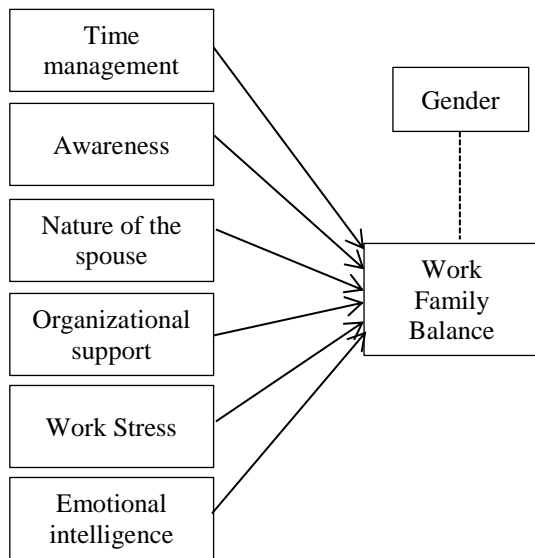 Time
management
Awareness
Nature of the
spouse
Organizational
support
Work Stress
Emotional
intelligence
Gender
Work
Family
Balance